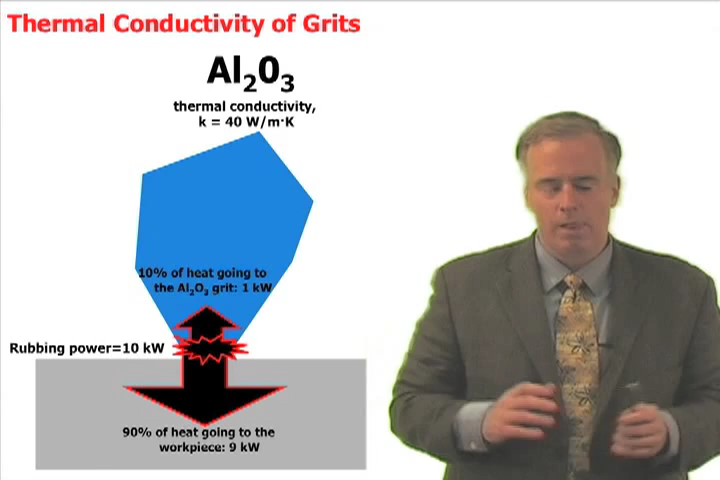 Thermal Conductivity of Grits
Al₂O₃
thermal conductivity,
k = 40 W/m·K
10% of heat going to
the Al₂O₃ grit: 1 kW
Rubbing power=10 kW
90% of heat going to the
workpiece: 9 kW